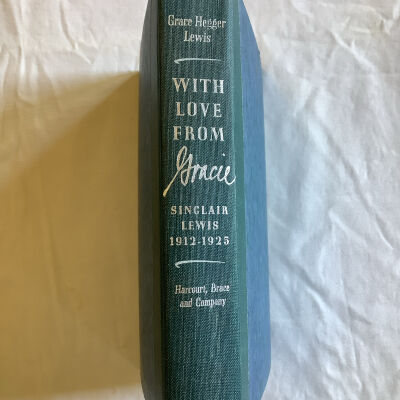 Grace Hegger
Lewis
WITH
LOVE
FROM
Gracie
SINCLAIR
LEWIS
1912-1925
Harcourt, Brace
and Company